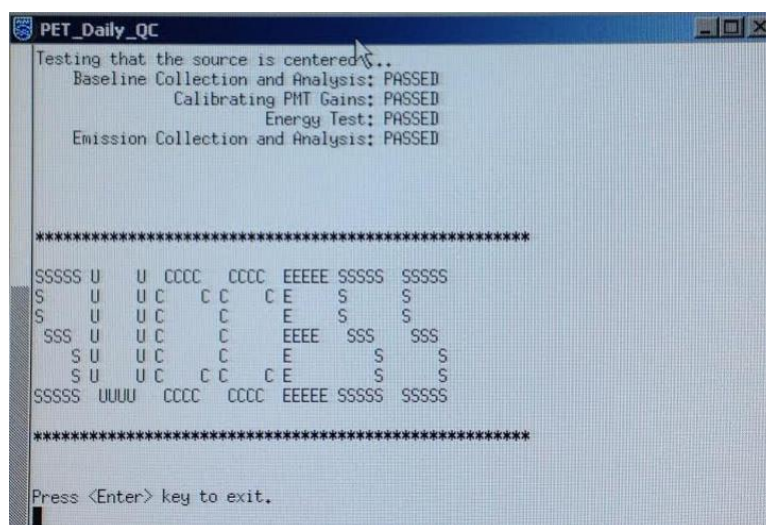 PET_Daily_QC
Testing that the source is centered...
Baseline Collection and Analysis: PASSED
Calibrating PMT Gains: PASSED
Energy Test: PASSED
Emission Collection and Analysis: PASSED
*****************************************************
SSSSS U    U  CCCC   CCCC  EEEEE SSSSS  SSSSS
S     U    U C    C C    C E     S      S
S     U    U C      C      E     S      S
 SSS  U    U C      C      EEEE   SSS    SSS
    S U    U C      C      E         S      S
    S U    U C    C C    C E         S      S
SSSSS  UUUU   CCCC   CCCC  EEEEE SSSSS  SSSSS
*****************************************************
Press <Enter> key to exit.